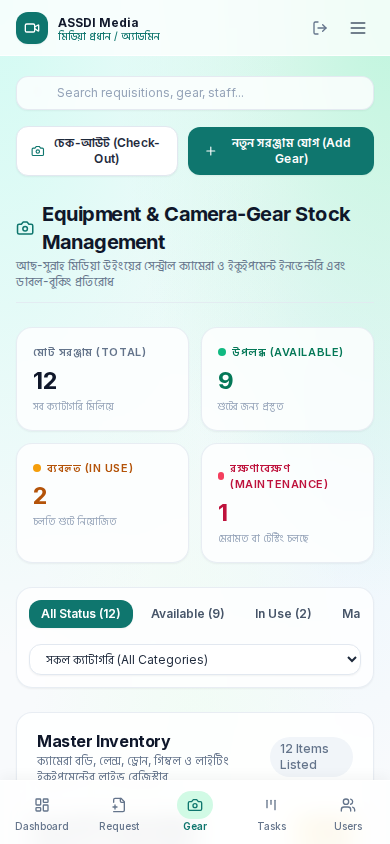 ASSDI Media
মিডিয়া প্রধান / অ্যাডমিন
Search requisitions, gear, staff...
চেক-আউট (Check-
Out)
নতুন সরঞ্জাম যোগ (Add
Gear)
Equipment & Camera-Gear Stock
Management
আছ-সুন্নাহ মিডিয়া উইংয়ের সেন্ট্রাল ক্যামেরা ও ইকুইপমেন্ট ইনভেন্টরি এবং
ডাবল-বুকিং প্রতিরোধ
মোট সরঞ্জাম (TOTAL)
12
সব ক্যাটাগরি মিলিয়ে
উপলব্ধ (AVAILABLE)
9
শুটের জন্য প্রস্তুত
ব্যবহৃত (IN USE)
2
চলতি শুটে নিয়োজিত
রক্ষণাবেক্ষণ
(MAINTENANCE)
1
মেরামত বা টেস্টিং চলছে
All Status (12)
Available (9)
In Use (2)
Ma
সকল ক্যাটাগরি (All Categories)
Master Inventory
ক্যামেরা বডি, লেন্স, ড্রোন, গিম্বল ও লাইটিং
ইকুইপমেন্টের লাইভ রেজিস্টার
12 Items
Listed
Dashboard
Request
Gear
Tasks
Users